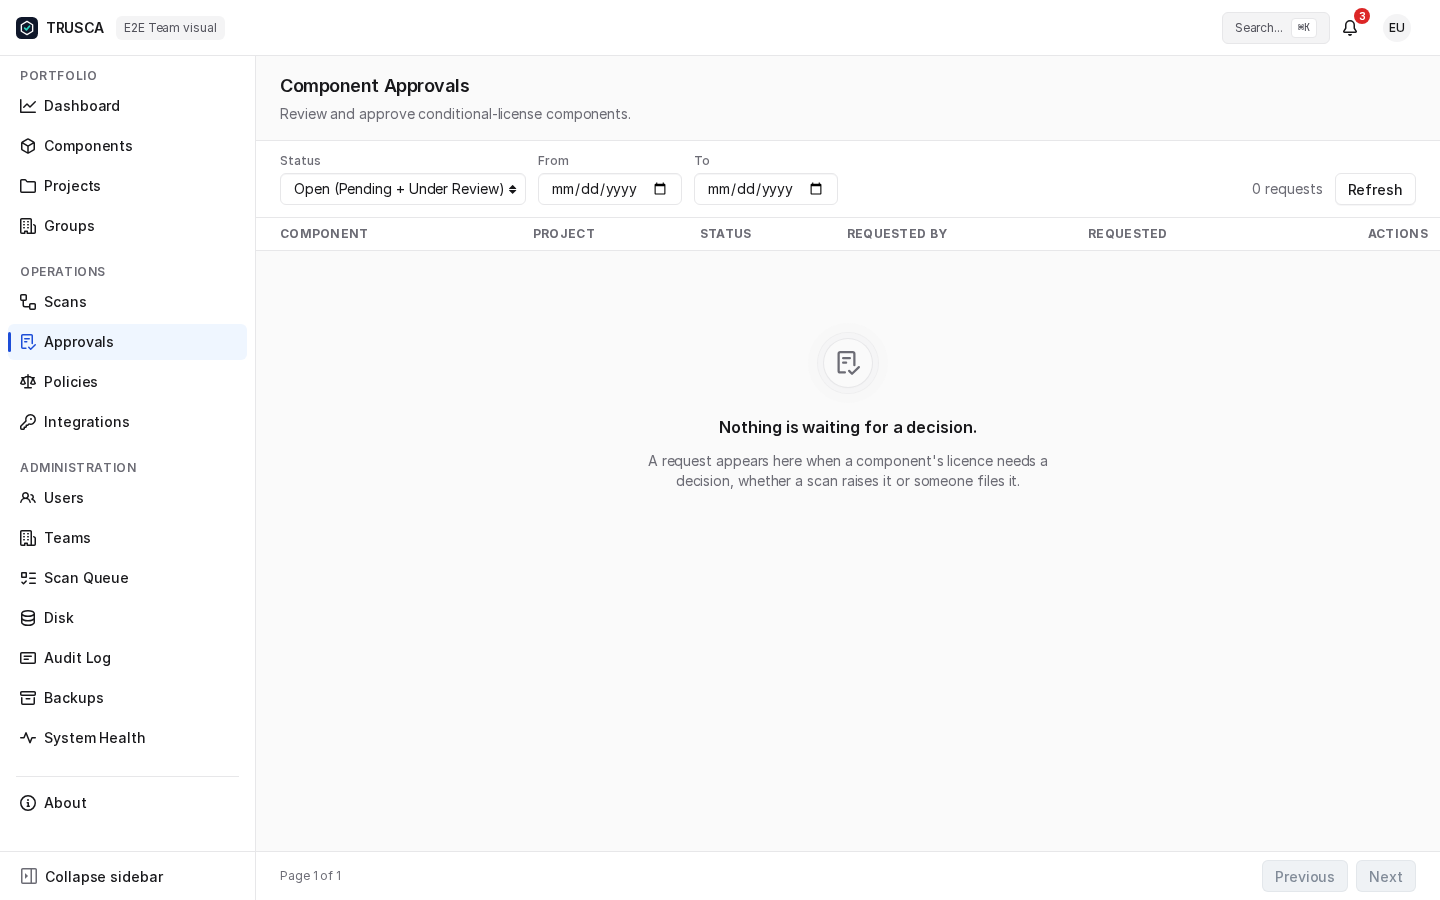 TRUSCA
E2E Team visual
Search...
⌘K
3
EU
PORTFOLIO
Dashboard
Components
Projects
Groups
OPERATIONS
Scans
Approvals
Policies
Integrations
ADMINISTRATION
Users
Teams
Scan Queue
Disk
Audit Log
Backups
System Health
About
Collapse sidebar
Component Approvals
Review and approve conditional-license components.
Status
From
To
Open (Pending + Under Review)
mm/dd/yyyy
mm/dd/yyyy
0 requests
Refresh
COMPONENT
PROJECT
STATUS
REQUESTED BY
REQUESTED
ACTIONS
Nothing is waiting for a decision.
A request appears here when a component's licence needs a
decision, whether a scan raises it or someone files it.
Page 1 of 1
Previous
Next